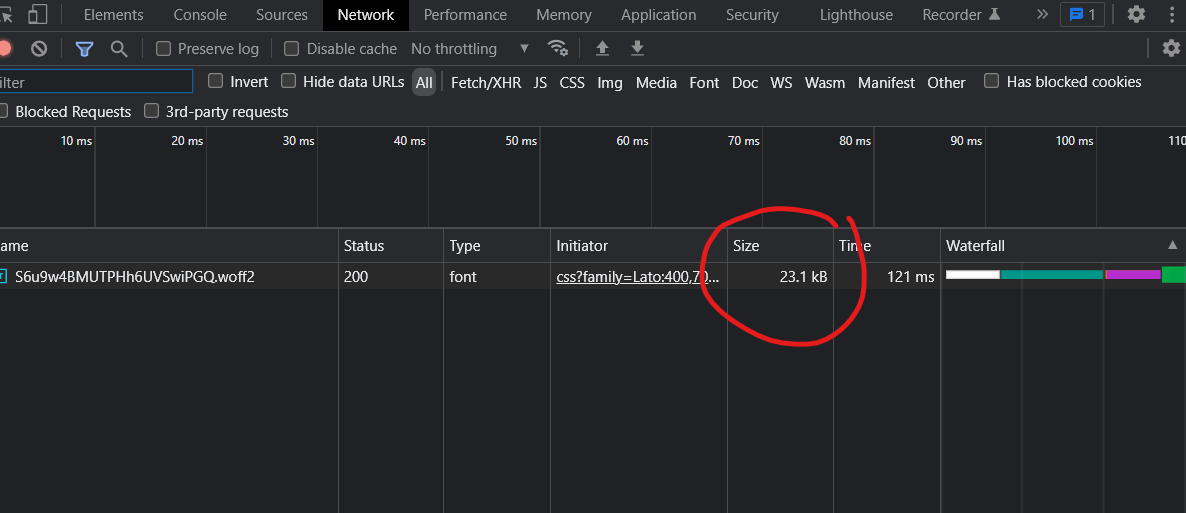 Elements Console Sources Network Performance Memory Application Security Lighthouse Recorder 1
Preserve log Disable cache No throttling
ilter Invert Hide data URLs All Fetch/XHR JS CSS Img Media Font Doc WS Wasm Manifest Other Has blocked cookies
Blocked Requests 3rd-party requests
10 ms 20 ms 30 ms 40 ms 50 ms 60 ms 70 ms 80 ms 90 ms 100 ms 110
ame Status Type Initiator Size Time Waterfall
S6u9w4BMUTPHh6UVSwiPGQ.woff2 200 font css?family=Lato:400,70... 23.1 kB 121 ms